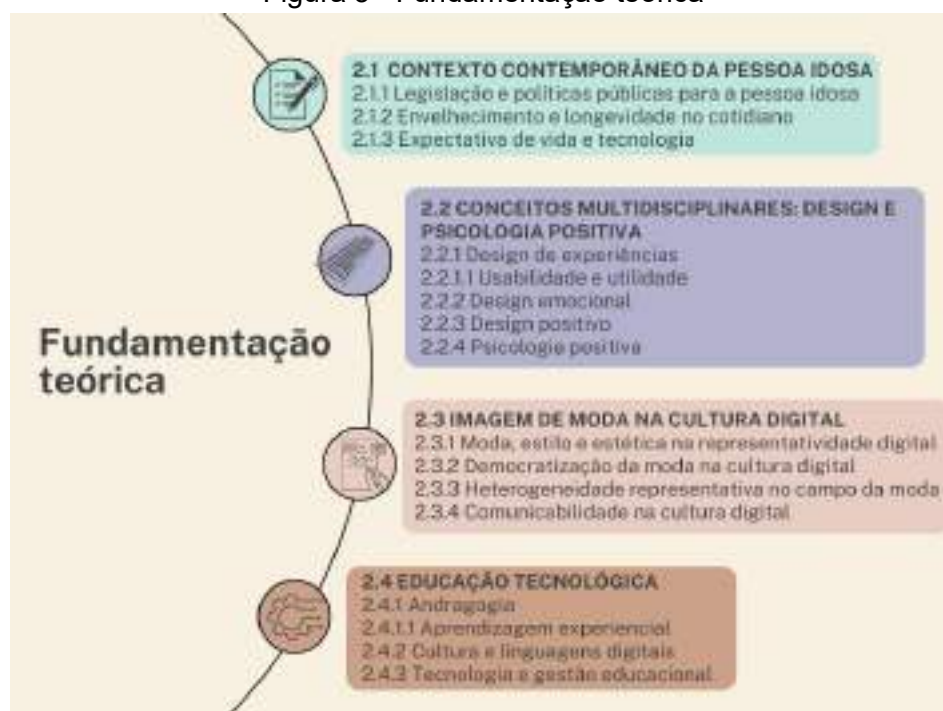 Fundamentação
teórica
2.1 CONTEXTO CONTEMPORÂNEO DA PESSOA IDOSA
2.1.1 Legislação e políticas públicas para a pessoa idosa
2.1.2 Envelhecimento e longevidade no cotidiano
2.1.3 Expectativa de vida e tecnologia
2.2 CONCEITOS MULTIDISCIPLINARES: DESIGN E
PSICOLOGIA POSITIVA
2.2.1 Design de experiências
2.2.1.1 Usabilidade e utilidade
2.2.2 Design emocional
2.2.3 Design positivo
2.2.4 Psicologia positiva
2.3 IMAGEM DE MODA NA CULTURA DIGITAL
2.3.1 Moda, estilo e estética na representatividade digital
2.3.2 Democratização da moda na cultura digital
2.3.3 Heterogeneidade representativa no campo da moda
2.3.4 Comunicabilidade na cultura digital
2.4 EDUCAÇÃO TECNOLÓGICA
2.4.1 Andragogia
2.4.1.1 Aprendizagem experiencial
2.4.2 Cultura e linguagens digitais
2.4.3 Tecnologia e gestão educacional